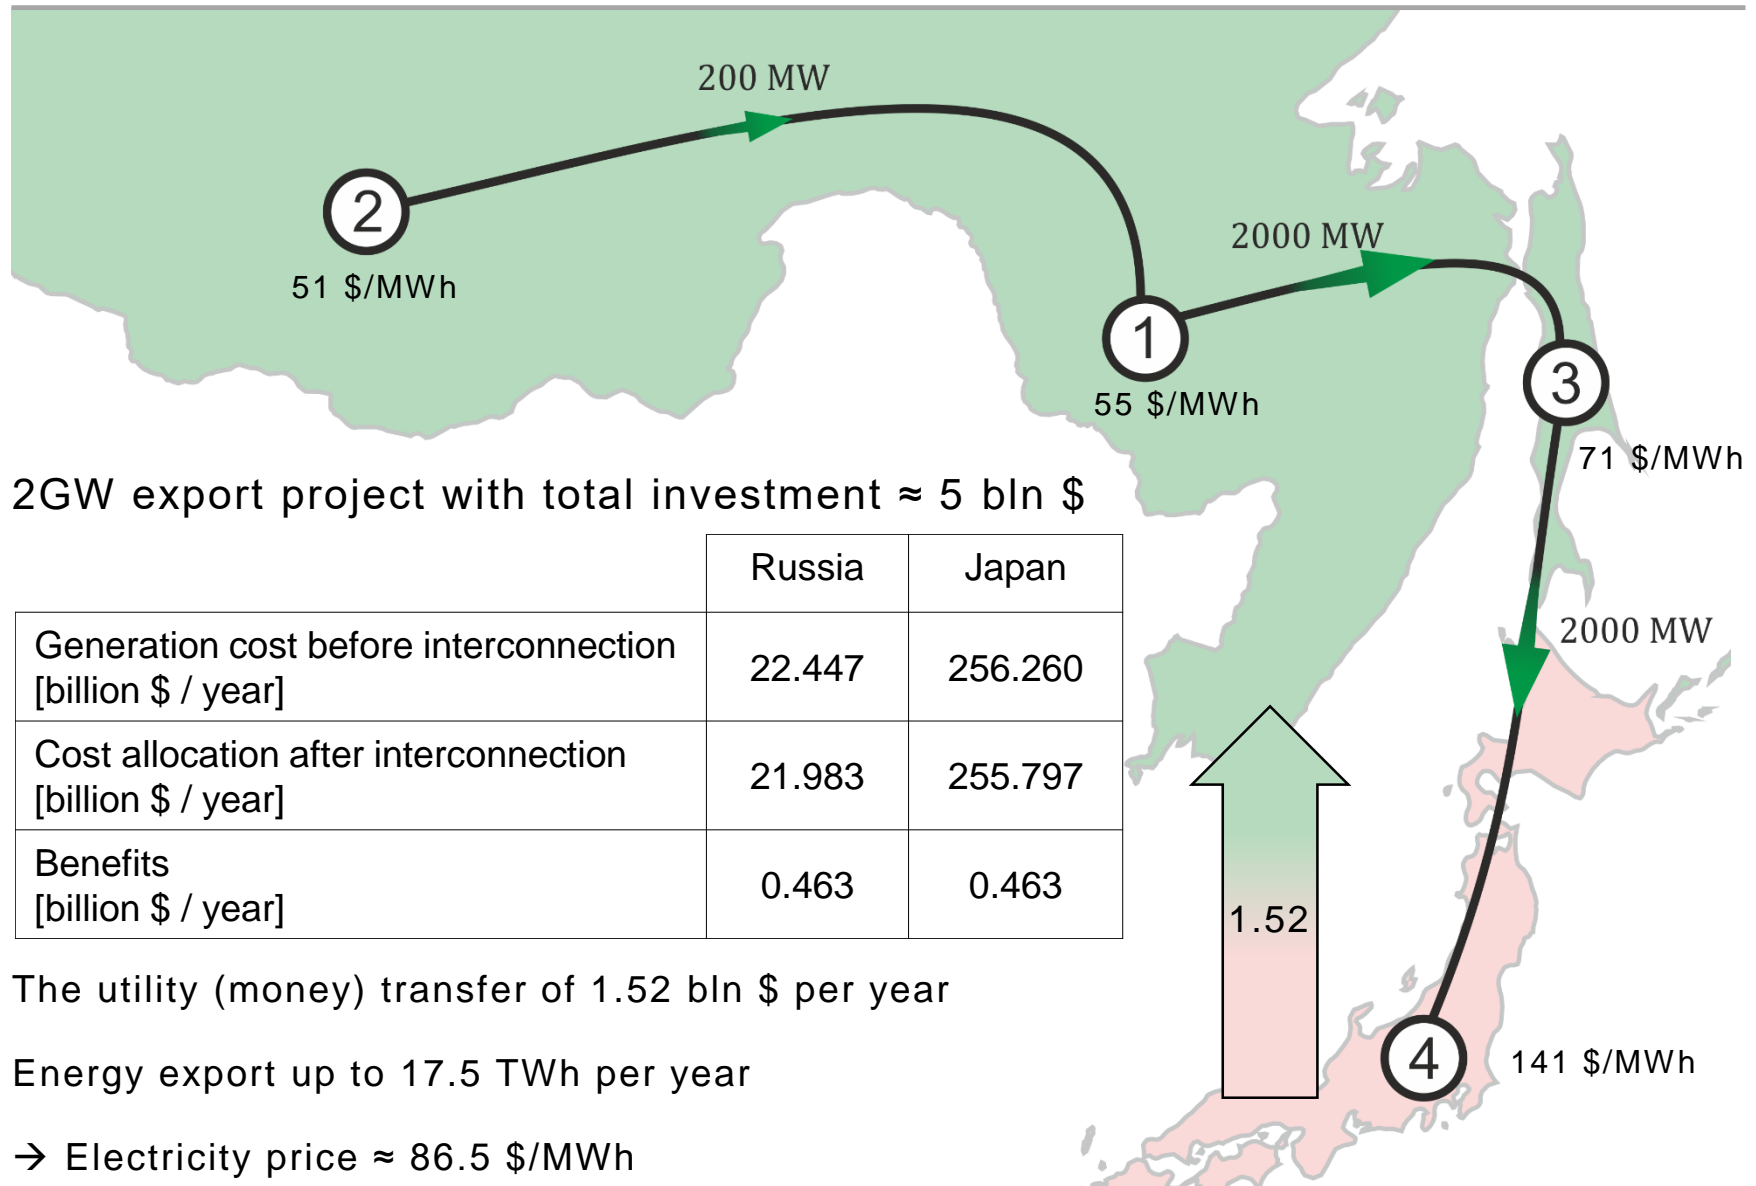 200 MW
2
51 $/MWh
2000 MW
1
55 $/MWh
3
71 $/MWh
2GW export project with total investment ≈ 5 bln $
Russia Japan
Generation cost before interconnection
[billion $ / year]
22.447 256.260
Cost allocation after interconnection
[billion $ / year]
21.983 255.797
Benefits
[billion $ / year]
0.463 0.463
2000 MW
1.52
The utility (money) transfer of 1.52 bln $ per year
Energy export up to 17.5 TWh per year
4
141 $/MWh
→ Electricity price ≈ 86.5 $/MWh